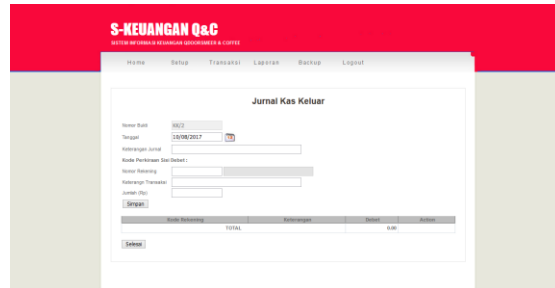 S-KEUANGAN Q&C
SISTEM INFORMASI KEUANGAN QDOORSMEER & COFFEE
Home Setup Transaksi Laporan Backup Logout
Jurnal Kas Keluar
Nomor Bukti KK/2
Tanggal 10/08/2017
Keterangan Jurnal
Kode Perkiraan Sisi Debet :
Nomor Rekening
Keterangan Transaksi
Jumlah (Rp)
Simpan
Kode Rekening Keterangan Debet Action
TOTAL 0.00
Selesai